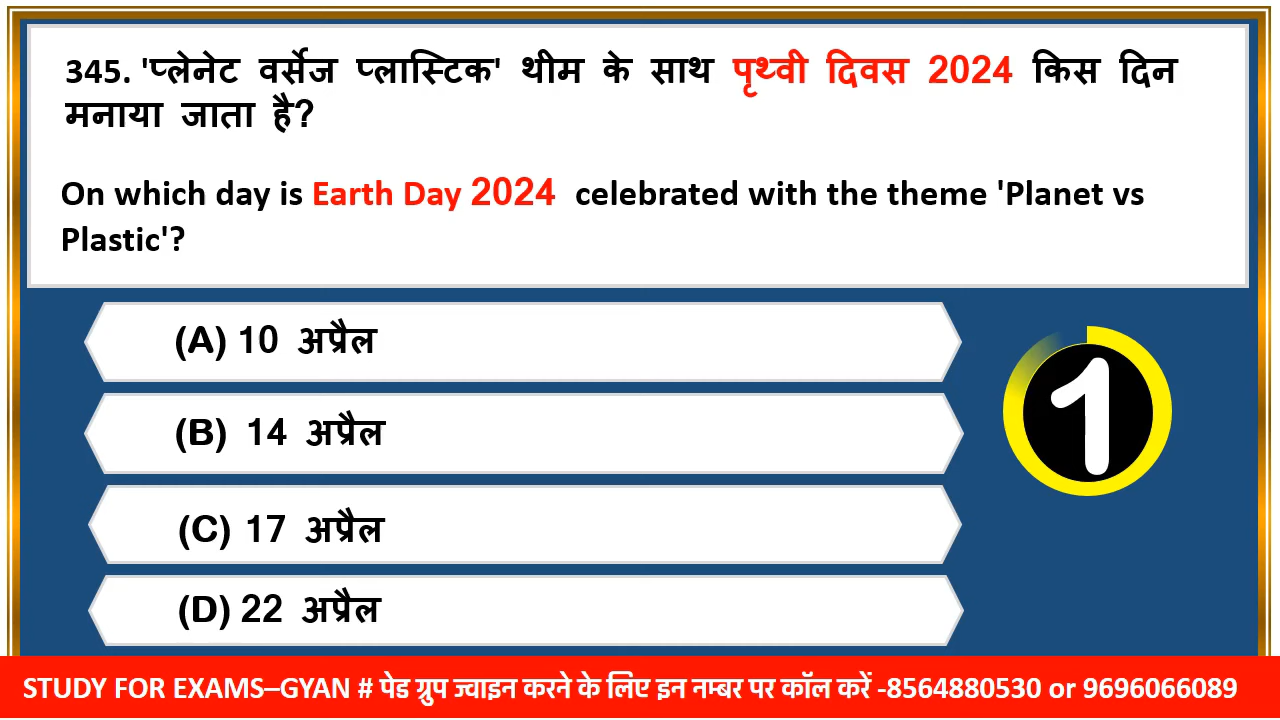 345. 'प्लेनेट वर्सेज प्लास्टिक' थीम के साथ पृथ्वी दिवस 2024 किस दिन
मनाया जाता है?
On which day is Earth Day 2024 celebrated with the theme 'Planet vs
Plastic'?
(A) 10 अप्रैल
(B) 14 अप्रैल
1
(C) 17 अप्रैल
(D) 22 अप्रैल
STUDY FOR EXAMS–GYAN # पेड ग्रुप ज्वाइन करने के लिए इन नम्बर पर कॉल करें -8564880530 or 9696066089